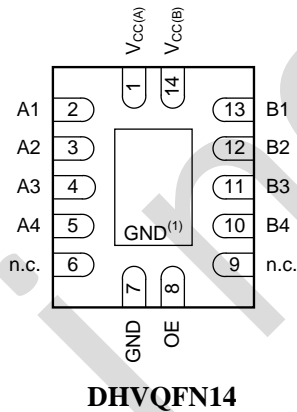 VCC(A) VCC(B)
1 14
A1 2 13 B1
A2 3 12 B2
A3 4 11 B3
A4 5 GND(1) 10 B4
n.c. 6 9 n.c.
7 8
GND OE
DHVQFN14